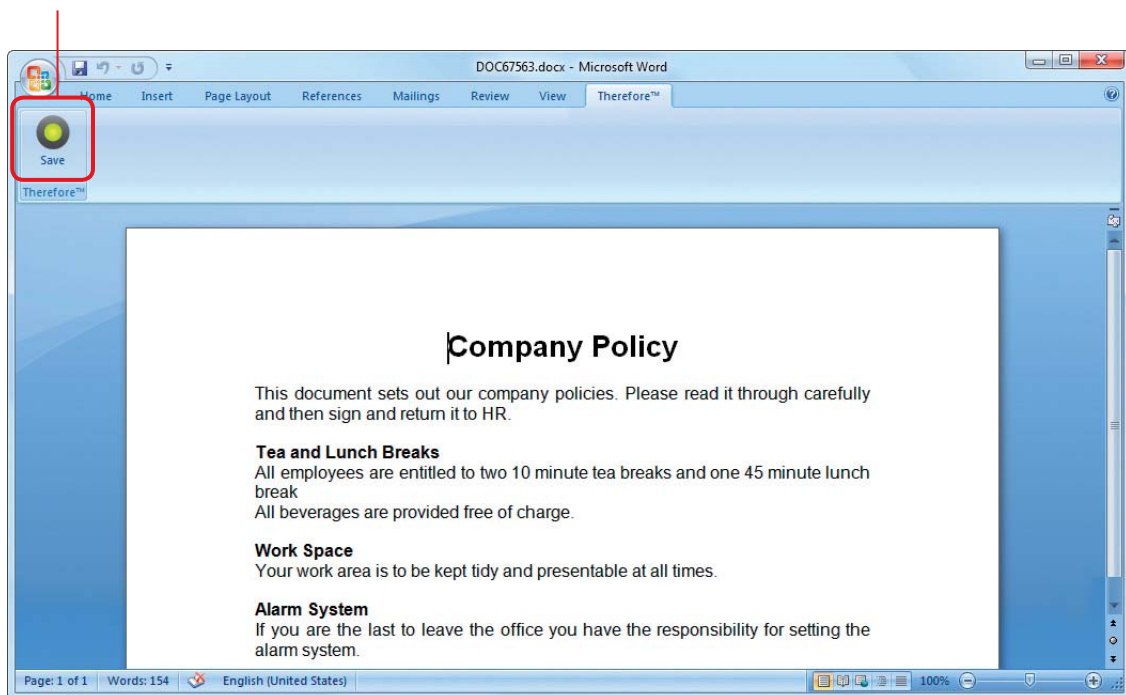 DOC67563.docx - Microsoft Word
Home Insert Page Layout References Mailings Review View Therefore™
Save
Therefore™
Company Policy
This document sets out our company policies. Please read it through carefully
and then sign and return it to HR.
Tea and Lunch Breaks
All employees are entitled to two 10 minute tea breaks and one 45 minute lunch
break
All beverages are provided free of charge.
Work Space
Your work area is to be kept tidy and presentable at all times.
Alarm System
If you are the last to leave the office you have the responsibility for setting the
alarm system.
Page: 1 of 1 Words: 154 English (United States) 100%